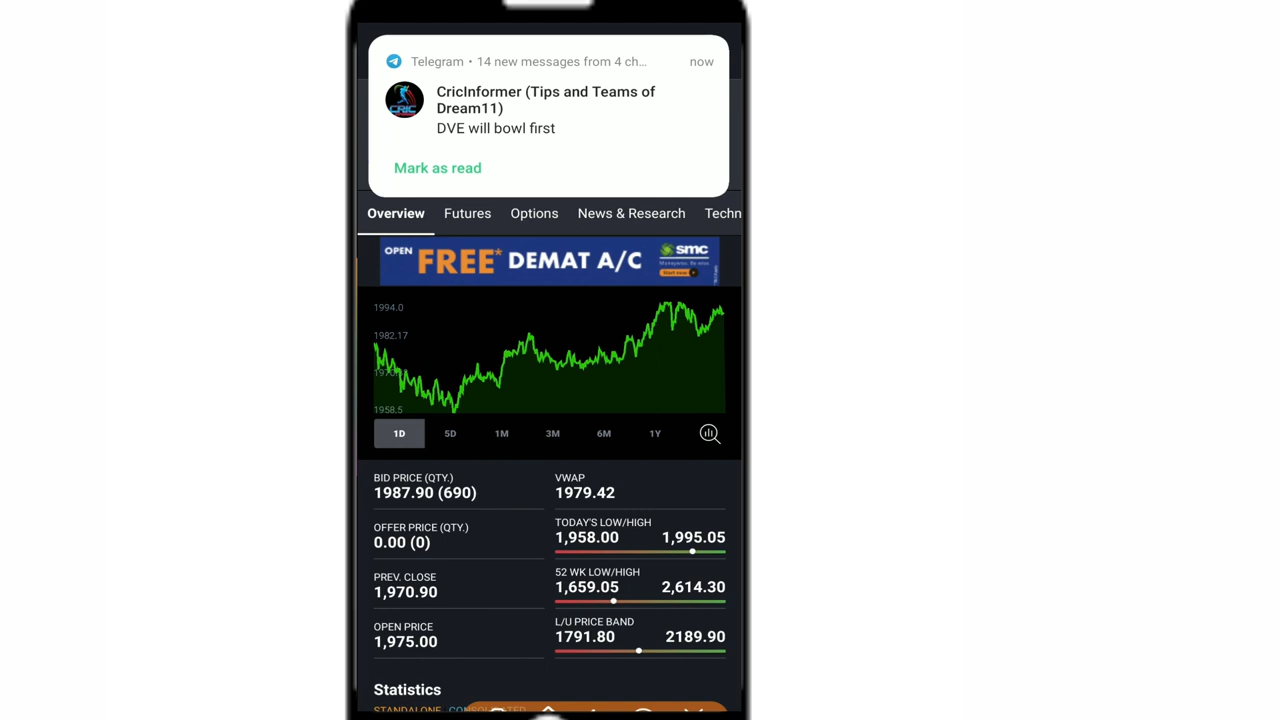 Telegram • 14 new messages from 4 ch... now
CricInformer (Tips and Teams of
Dream11)
DVE will bowl first
Mark as read
Overview Futures Options News & Research Techn
OPEN FREE* DEMAT A/C smc
1994.0
1982.17
1958.5
1D 5D 1M 3M 6M 1Y
BID PRICE (QTY.) VWAP
1987.90 (690) 1979.42
OFFER PRICE (QTY.) TODAY'S LOW/HIGH
0.00 (0) 1,958.00 1,995.05
PREV. CLOSE 52 WK LOW/HIGH
1,970.90 1,659.05 2,614.30
OPEN PRICE L/U PRICE BAND
1,975.00 1791.80 2189.90
Statistics
STANDALONE